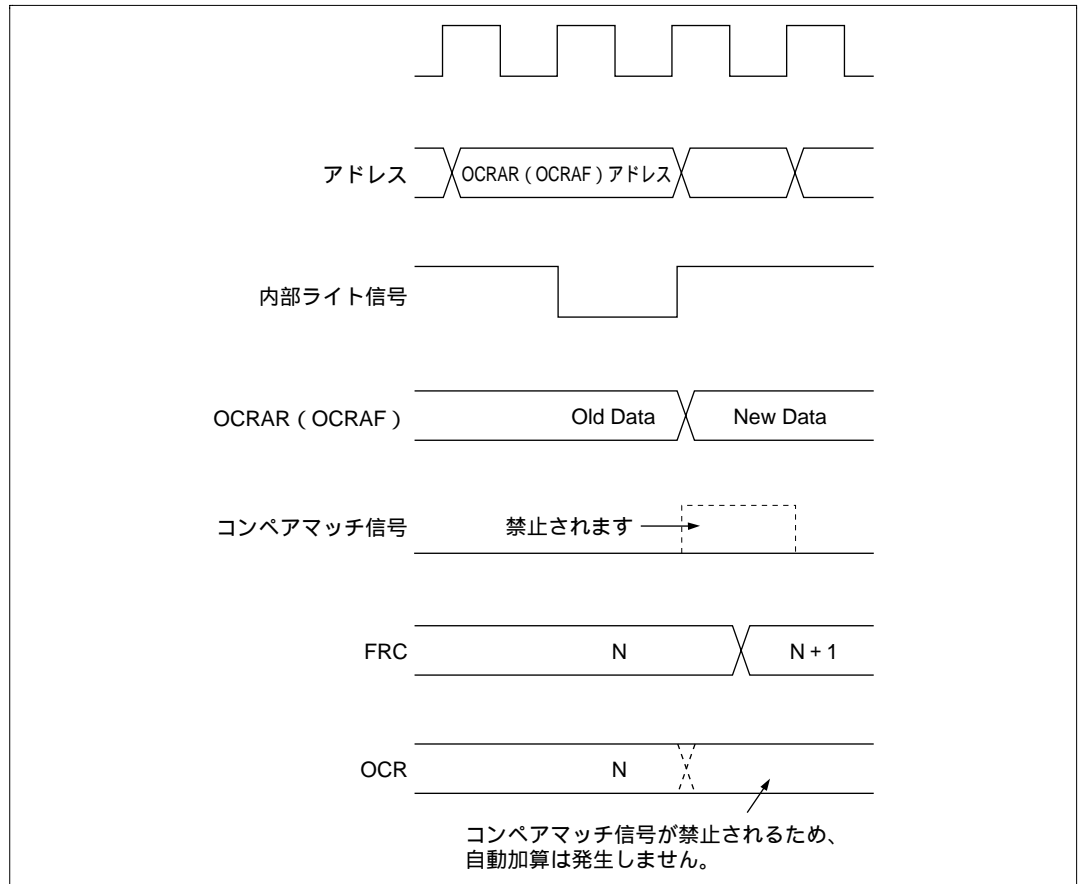 アドレス
OCRAR(OCRAF)アドレス
内部ライト信号
OCRAR(OCRAF)
Old Data
New Data
コンペアマッチ信号
禁止されます
FRC
N
N + 1
OCR
N
コンペアマッチ信号が禁止されるため、
自動加算は発生しません。